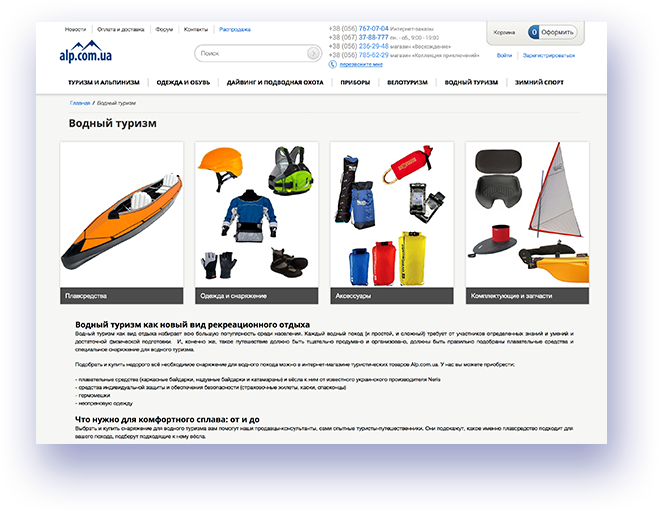 Новости Оплата и доставка Форум Контакты Распродажа
+38 (056) 767-07-04 Интернет-заказы
+38 (067) 37-88-777 пн. - сб., 9:00 - 19:00
+38 (056) 236-29-46 магазин «Восхождение»
+38 (056) 785-62-29 магазин «Коллекция приключений»
перезвоните мне
Корзина 0 Оформить
Войти Зарегистрироваться
alp.com.ua
Поиск
ТУРИЗМ И АЛЬПИНИЗМ ОДЕЖДА И ОБУВЬ ДАЙВИНГ И ПОДВОДНАЯ ОХОТА ПРИБОРЫ ВЕЛОТУРИЗМ ВОДНЫЙ ТУРИЗМ ЗИМНИЙ СПОРТ
Главная / Водный туризм
Водный туризм
Плавсредства
Одежда и снаряжение
Аксессуары
Комплектующие и запчасти
Водный туризм как новый вид рекреационного отдыха
Водный туризм как вид отдыха набирает всю большую популярность среди населения. Каждый водный поход (и простой, и сложный) требует от участников определенных знаний и умений и
достаточной физической подготовки. И, конечно же, такое путешествие должно быть тщательно продумано и организовано, должны быть правильно подобраны плавательные средства и
специальное снаряжение для водного туризма.
Подобрать и купить недорого всё необходимое снаряжение для водного похода можно в интернет-магазине туристических товаров Alp.com.ua. У нас вы можете приобрести:
- плавательные средства (каркасные байдарки, надувные байдарки и катамараны) и вёсла к ним от известного украинского производителя Neris
- средства индивидуальной защиты и обеспечения безопасности (страховочные жилеты, каски, спасконцы)
- гермомешки
- неопреновую одежду
Что нужно для комфортного сплава: от и до
Выбрать и купить снаряжение для водного туризма вам помогут наши продавцы-консультанты, сами опытные туристы-путешественники. Они подскажут, какое именно плавсредство подходит для
вашего похода, подберут подходящие к нему вёсла.